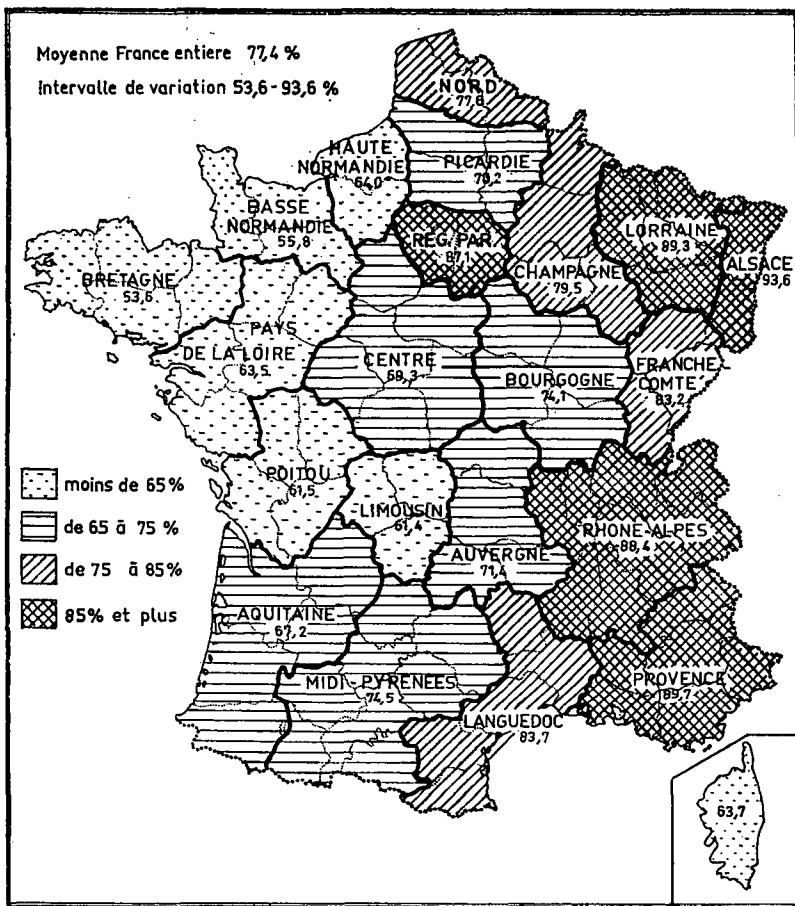 Moyenne France entiere 77,4 %
Intervalle de variation 53,6-93,6 %
NORD
77,8
HAUTE
NORMANDIE
64,0
PICARDIE
70,2
BASSE
NORMANDIE
55,8
REG. PAR.
87,1
LORRAINE
89,3
ALSACE
93,6
CHAMPAGNE
79,5
BRETAGNE
53,6
PAYS
DE LA LOIRE
63,5
CENTRE
68,3
BOURGOGNE
74,1
FRANCHE
COMTE
83,2
POITOU
61,5
LIMOUSIN
61,4
AUVERGNE
71,4
RHONE-ALPES
88,4
moins de 65%
de 65 à 75 %
de 75 à 85%
85% et plus
AQUITAINE
67,2
MIDI-PYRENEES
74,5
LANGUEDOC
83,7
PROVENCE
89,7
63,7